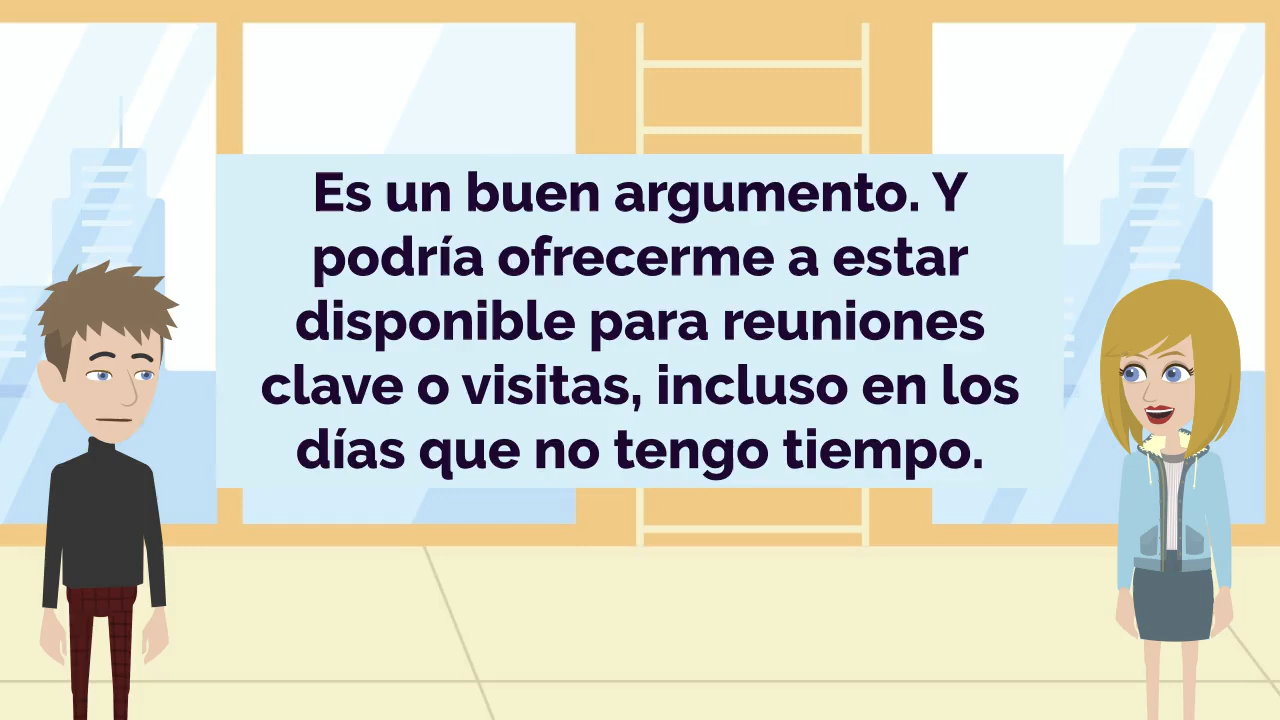 Es un buen argumento. Y
podría ofrecerme a estar
disponible para reuniones
clave o visitas, incluso en los
días que no tengo tiempo.